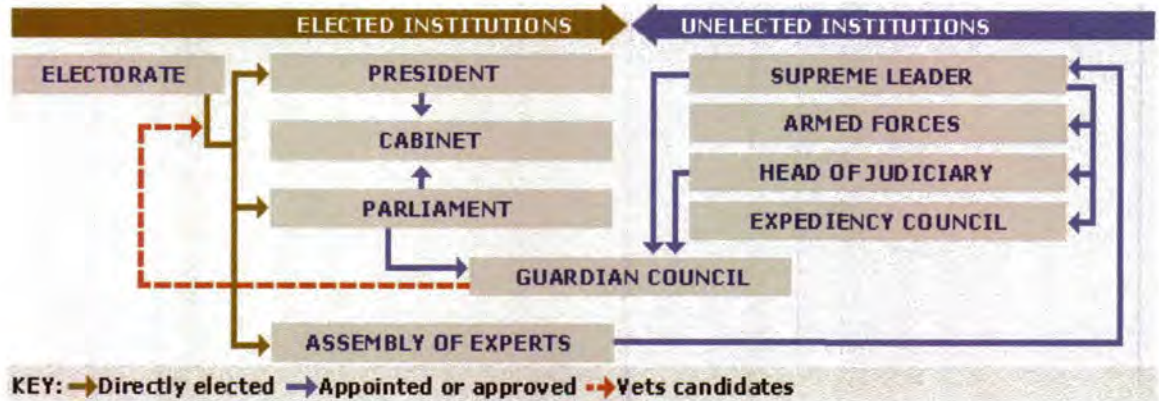 ELECTED INSTITUTIONS UNELECTED INSTITUTIONS
ELECTORATE PRESIDENT SUPREME LEADER
CABINET ARMED FORCES
PARLIAMENT HEAD OF JUDICIARY
EXPEDIENCY COUNCIL
GUARDIAN COUNCIL
ASSEMBLY OF EXPERTS
KEY: Directly elected Appointed or approved Vets candidates